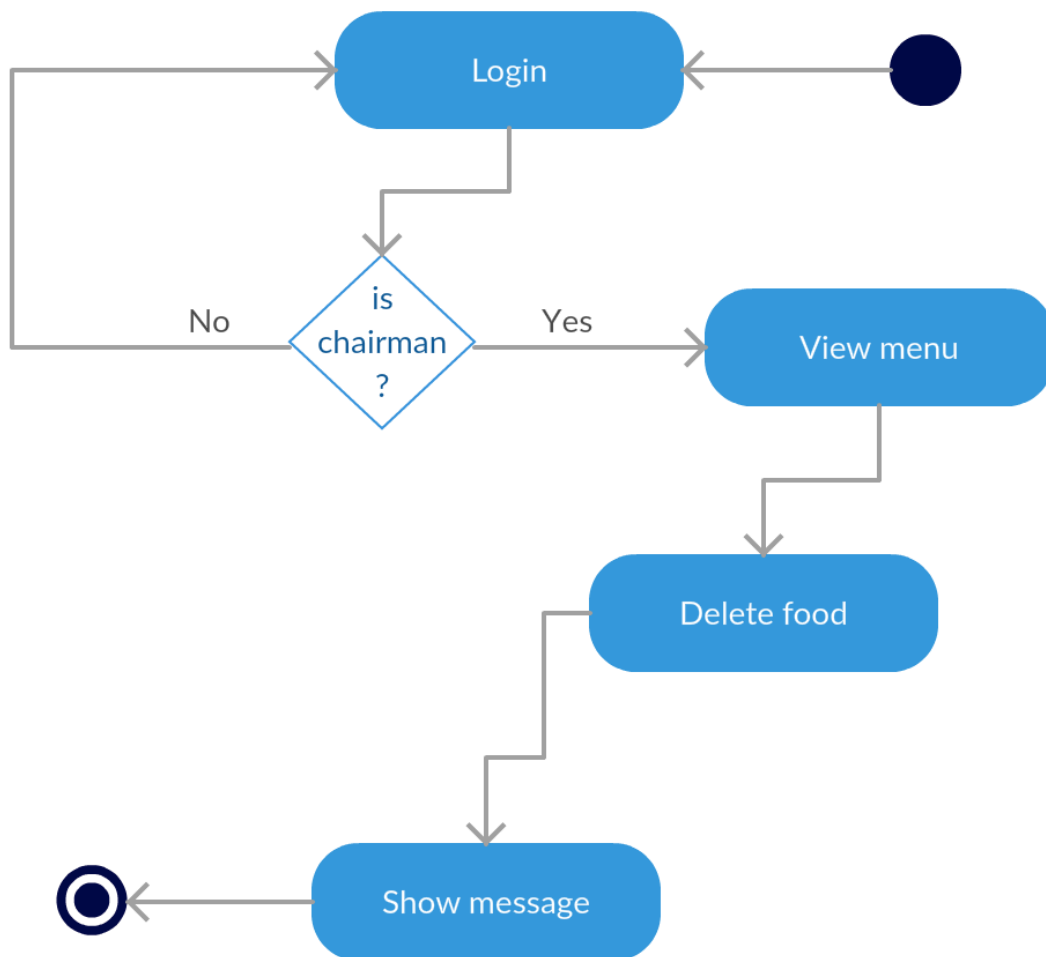 Login
is
chairman
?
No
Yes
View menu
Delete food
Show message